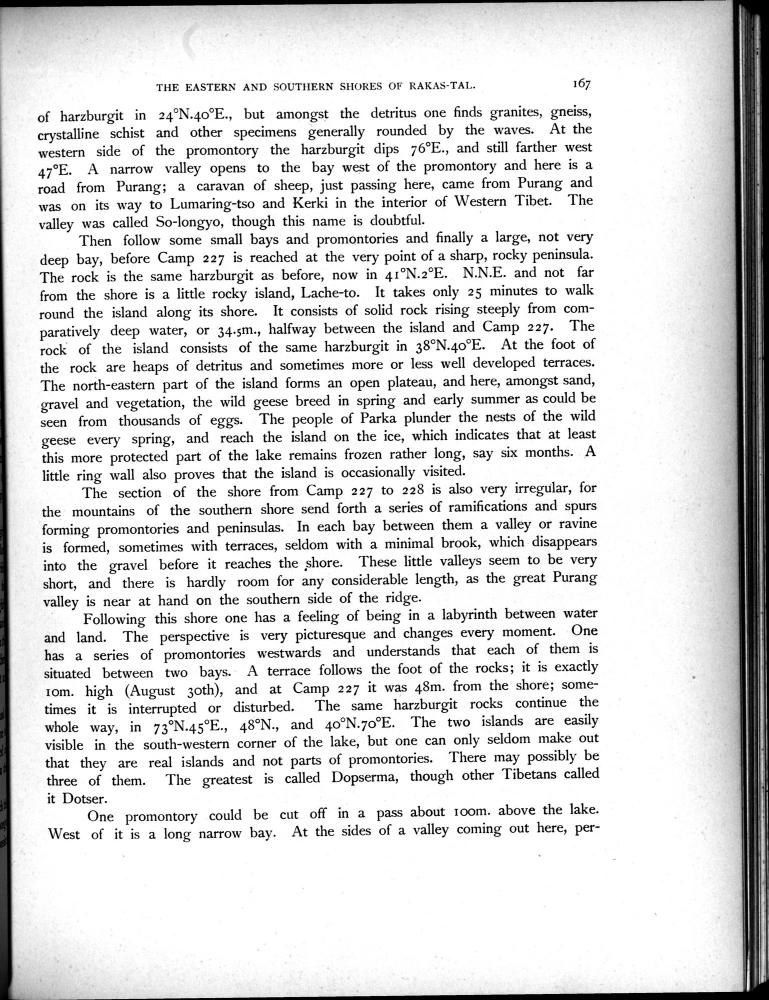 THE EASTERN AND SOUTHERN SHORES OF RAKAS-TAL. 167
of harzburgit in 24°N.40°E., but amongst the detritus one finds granites, gneiss,
crystalline schist and other specimens generally rounded by the waves. At the
western side of the promontory the harzburgit dips 76°E., and still farther west
47°E. A narrow valley opens to the bay west of the promontory and here is a
road from Purang; a caravan of sheep, just passing here, came from Purang and
was on its way to Lumaring-tso and Kerki in the interior of Western Tibet. The
valley was called So-longyo, though this name is doubtful.
Then follow some small bays and promontories and finally a large, not very
deep bay, before Camp 227 is reached at the very point of a sharp, rocky peninsula.
The rock is the same harzburgit as before, now in 41°N.2°E. N.N.E. and not far
from the shore is a little rocky island, Lache-to. It takes only 25 minutes to walk
round the island along its shore. It consists of solid rock rising steeply from com-
paratively deep water, or 34.5m., halfway between the island and Camp 227. The
rock of the island consists of the same harzburgit in 38°N.40°E. At the foot of
the rock are heaps of detritus and sometimes more or less well developed terraces.
The north-eastern part of the island forms an open plateau, and here, amongst sand,
gravel and vegetation, the wild geese breed in spring and early summer as could be
seen from thousands of eggs. The people of Parka plunder the nests of the wild
geese every spring, and reach the island on the ice, which indicates that at least
this more protected part of the lake remains frozen rather long, say six months. A
little ring wall also proves that the island is occasionally visited.
The section of the shore from Camp 227 to 228 is also very irregular, for
the mountains of the southern shore send forth a series of ramifications and spurs
forming promontories and peninsulas. In each bay between them a valley or ravine
is formed, sometimes with terraces, seldom with a minimal brook, which disappears
into the gravel before it reaches the shore. These little valleys seem to be very
short, and there is hardly room for any considerable length, as the great Purang
valley is near at hand on the southern side of the ridge.
Following this shore one has a feeling of being in a labyrinth between water
and land. The perspective is very picturesque and changes every moment. One
has a series of promontories westwards and understands that each of them is
situated between two bays. A terrace follows the foot of the rocks; it is exactly
10m. high (August 30th), and at Camp 227 it was 48m. from the shore; some-
times it is interrupted or disturbed. The same harzburgit rocks continue the
whole way, in 73°N.45°E., 48°N., and 40°N.70°E. The two islands are easily
visible in the south-western corner of the lake, but one can only seldom make out
that they are real islands and not parts of promontories. There may possibly be
three of them. The greatest is called Dopserma, though other Tibetans called
it Dotser.
One promontory could be cut off in a pass about 100m. above the lake.
West of it is a long narrow bay. At the sides of a valley coming out here, per-